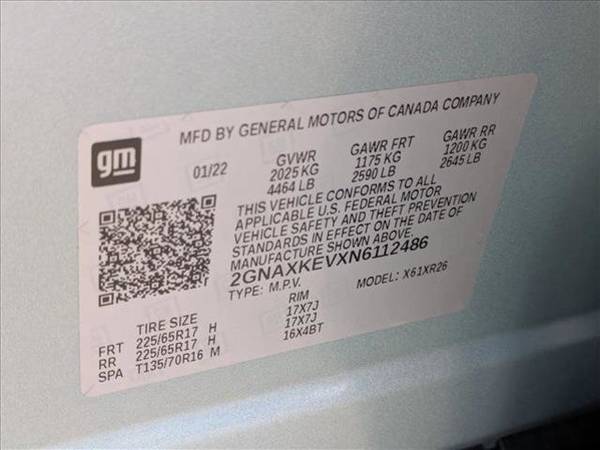 gm
MFD BY GENERAL MOTORS OF CANADA COMPANY
01/22 GVWR GAWR FRT GAWR RR
2025 KG 1175 KG 1200 KG
4464 LB 2590 LB 2645 LB
THIS VEHICLE CONFORMS TO ALL
APPLICABLE U.S. FEDERAL MOTOR
VEHICLE SAFETY AND THEFT PREVENTION
STANDARDS IN EFFECT ON THE DATE OF
MANUFACTURE SHOWN ABOVE.
2GNAXKEVXN6112486
TYPE: M.P.V. MODEL: X61XR26
TIRE SIZE RIM
FRT 225/65R17 H 17X7J
RR 225/65R17 H 17X7J
SPA T135/70R16 M 16X4BT